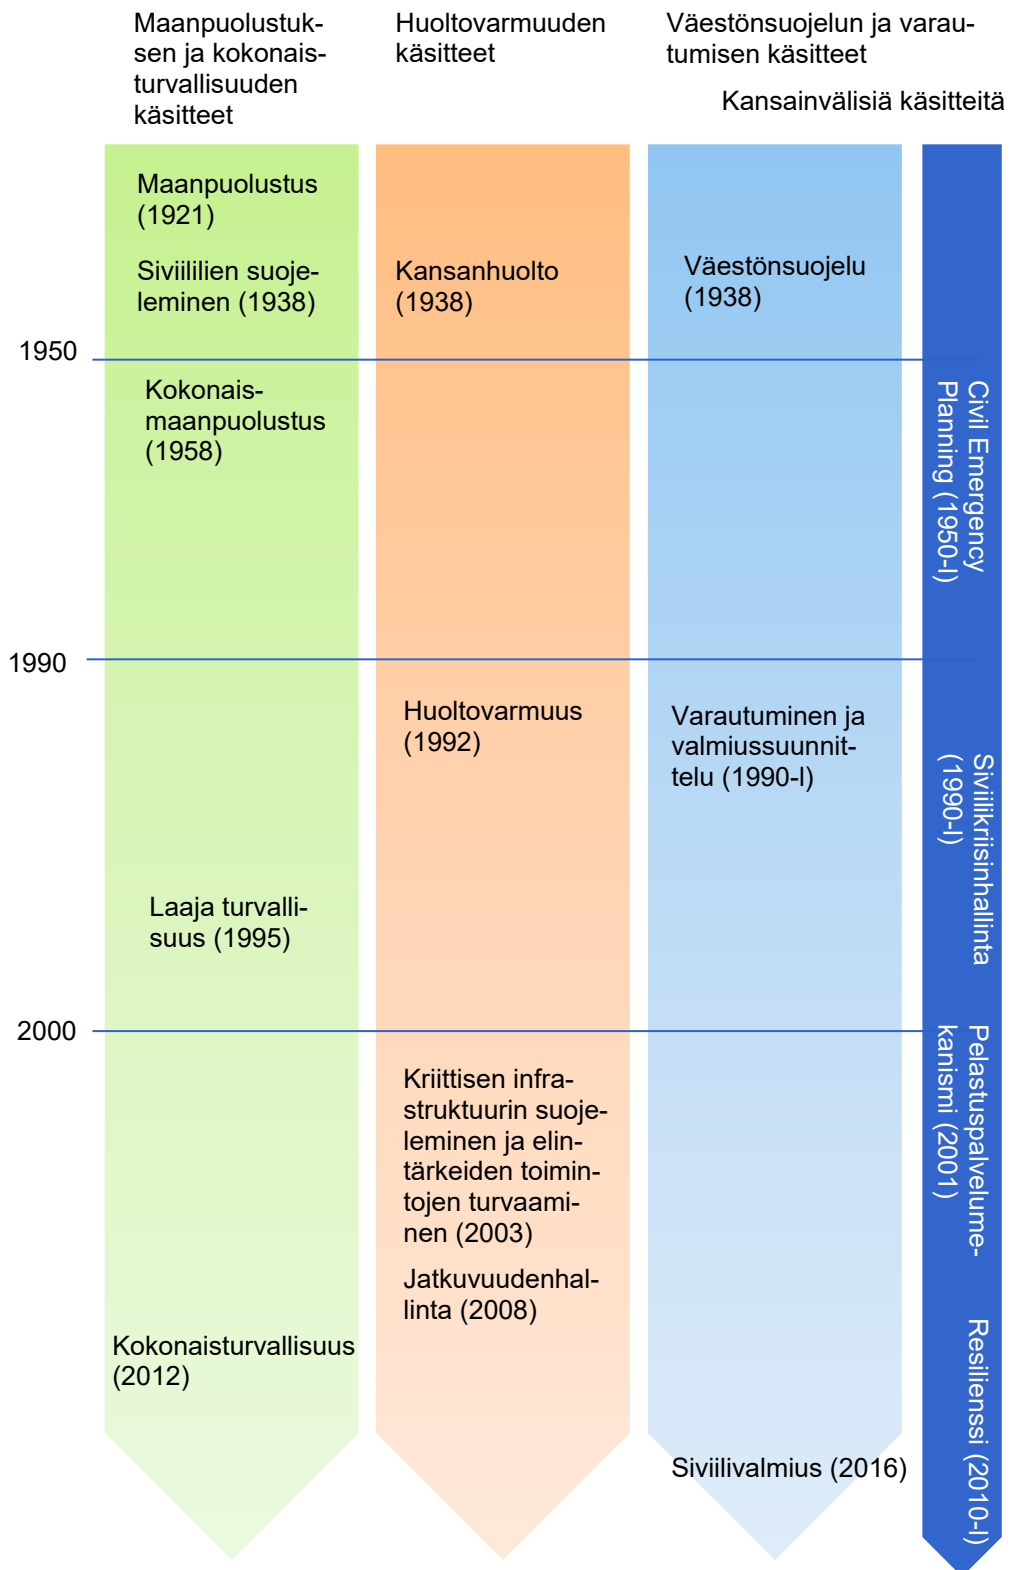 Maanpuolustuk-
sen ja kokonais-
turvallisuuden
käsitteet
Huoltovarmuuden
käsitteet
Väestönsuojelun ja varau-
tumisen käsitteet
Kansainvälisiä käsitteitä
Maanpuolustus
(1921)
Siviililien suoje-
leminen (1938)
Kansanhuolto
(1938)
Väestönsuojelu
(1938)
1950
Kokonais-
maanpuolustus
(1958)
Civil Emergency
Planning (1950-l)
1990
Huoltovarmuus
(1992)
Varautuminen ja
valmiussuunnit-
telu (1990-l)
Siviilikriisinhallinta
(1990-l)
Laaja turvalli-
suus (1995)
2000
Kriittisen infra-
struktuurin suoje-
leminen ja elin-
tärkeiden toimin-
tojen turvaami-
nen (2003)
Jatkuvuudenhal-
linta (2008)
Pelastuspalvelume-
kanismi (2001)
Kokonaisturvallisuus
(2012)
Siviilivalmius (2016)
Resilienssi (2010-l)